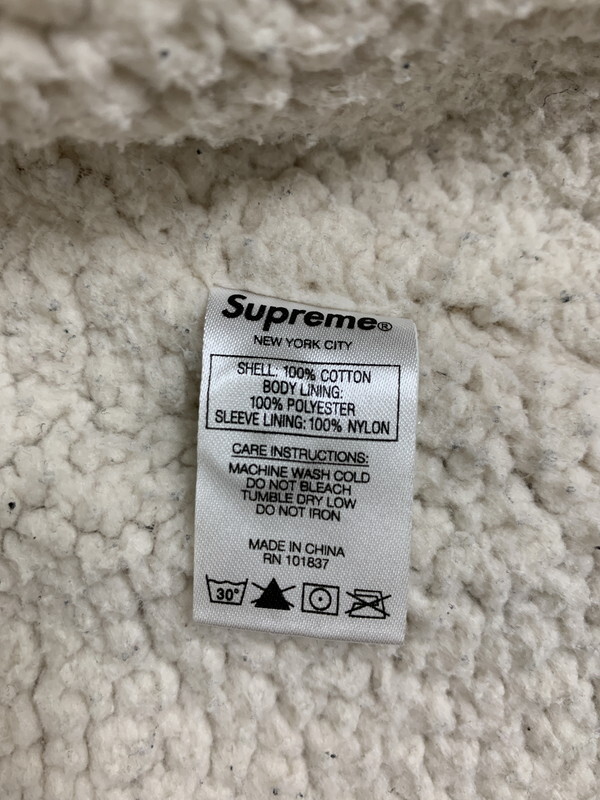 Supreme®
NEW YORK CITY
SHELL: 100% COTTON
BODY LINING:
100% POLYESTER
SLEEVE LINING: 100% NYLON
CARE INSTRUCTIONS:
MACHINE WASH COLD
DO NOT BLEACH
TUMBLE DRY LOW
DO NOT IRON
MADE IN CHINA
RN 101837
30°